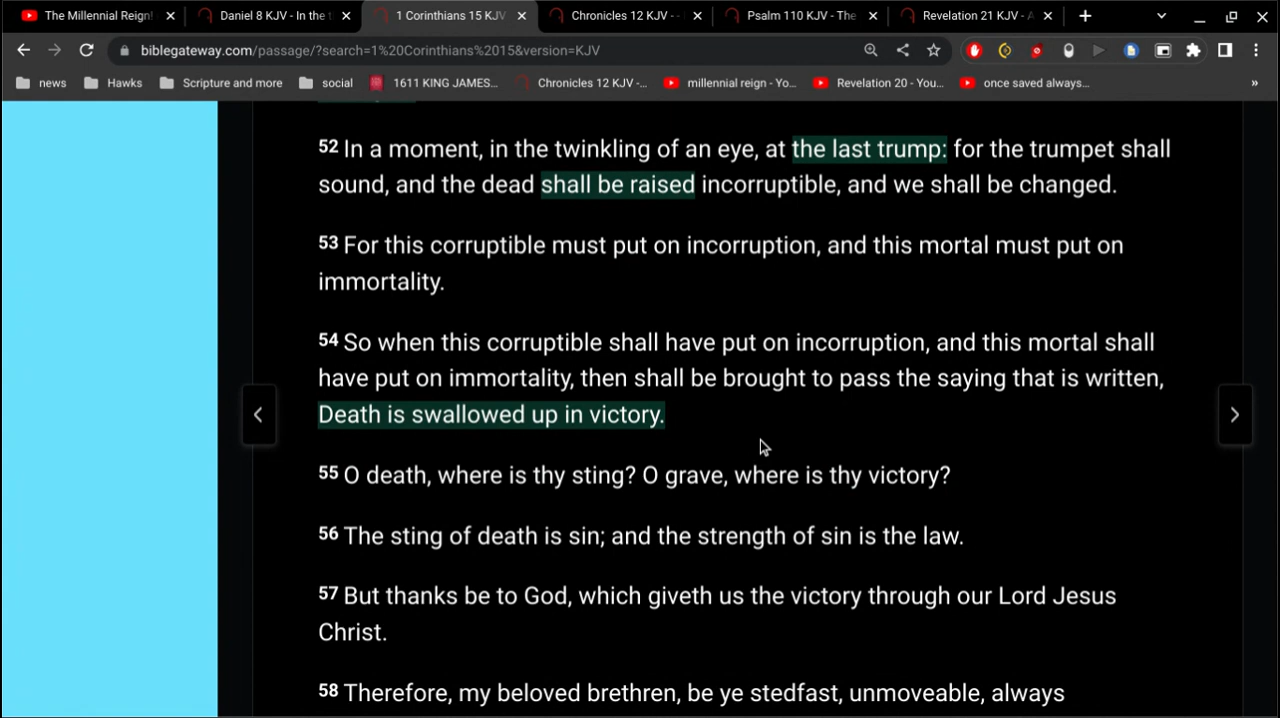 The Millennial Reign!
Daniel 8 KJV - In the t
1 Corinthians 15 KJV
Chronicles 12 KJV - -
Psalm 110 KJV - The
Revelation 21 KJV - A
biblegateway.com/passage/?search=1%20Corinthians%2015&version=KJV
news
Hawks
Scripture and more
social
1611 KING JAMES...
Chronicles 12 KJV -...
millennial reign - Yo...
Revelation 20 - You...
once saved always...
»
52 In a moment, in the twinkling of an eye, at the last trump: for the trumpet shall
sound, and the dead shall be raised incorruptible, and we shall be changed.
53 For this corruptible must put on incorruption, and this mortal must put on
immortality.
54 So when this corruptible shall have put on incorruption, and this mortal shall
have put on immortality, then shall be brought to pass the saying that is written,
Death is swallowed up in victory.
55 O death, where is thy sting? O grave, where is thy victory?
56 The sting of death is sin; and the strength of sin is the law.
57 But thanks be to God, which giveth us the victory through our Lord Jesus
Christ.
58 Therefore, my beloved brethren, be ye stedfast, unmoveable, always